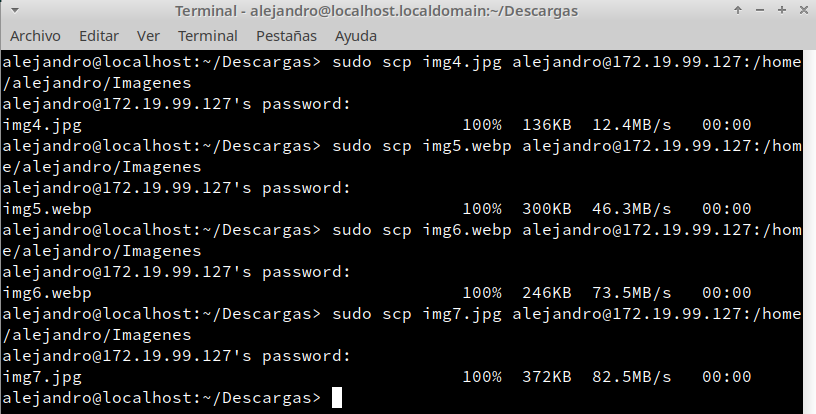 Terminal - alejandro@localhost.localdomain:~/Descargas
Archivo Editar Ver Terminal Pestañas Ayuda
alejandro@localhost:~/Descargas> sudo scp img4.jpg alejandro@172.19.99.127:/home
/alejandro/Imagenes
alejandro@172.19.99.127's password:
img4.jpg 100% 136KB 12.4MB/s 00:00
alejandro@localhost:~/Descargas> sudo scp img5.webp alejandro@172.19.99.127:/hom
e/alejandro/Imagenes
alejandro@172.19.99.127's password:
img5.webp 100% 300KB 46.3MB/s 00:00
alejandro@localhost:~/Descargas> sudo scp img6.webp alejandro@172.19.99.127:/hom
e/alejandro/Imagenes
alejandro@172.19.99.127's password:
img6.webp 100% 246KB 73.5MB/s 00:00
alejandro@localhost:~/Descargas> sudo scp img7.jpg alejandro@172.19.99.127:/home
/alejandro/Imagenes
alejandro@172.19.99.127's password:
img7.jpg 100% 372KB 82.5MB/s 00:00
alejandro@localhost:~/Descargas>